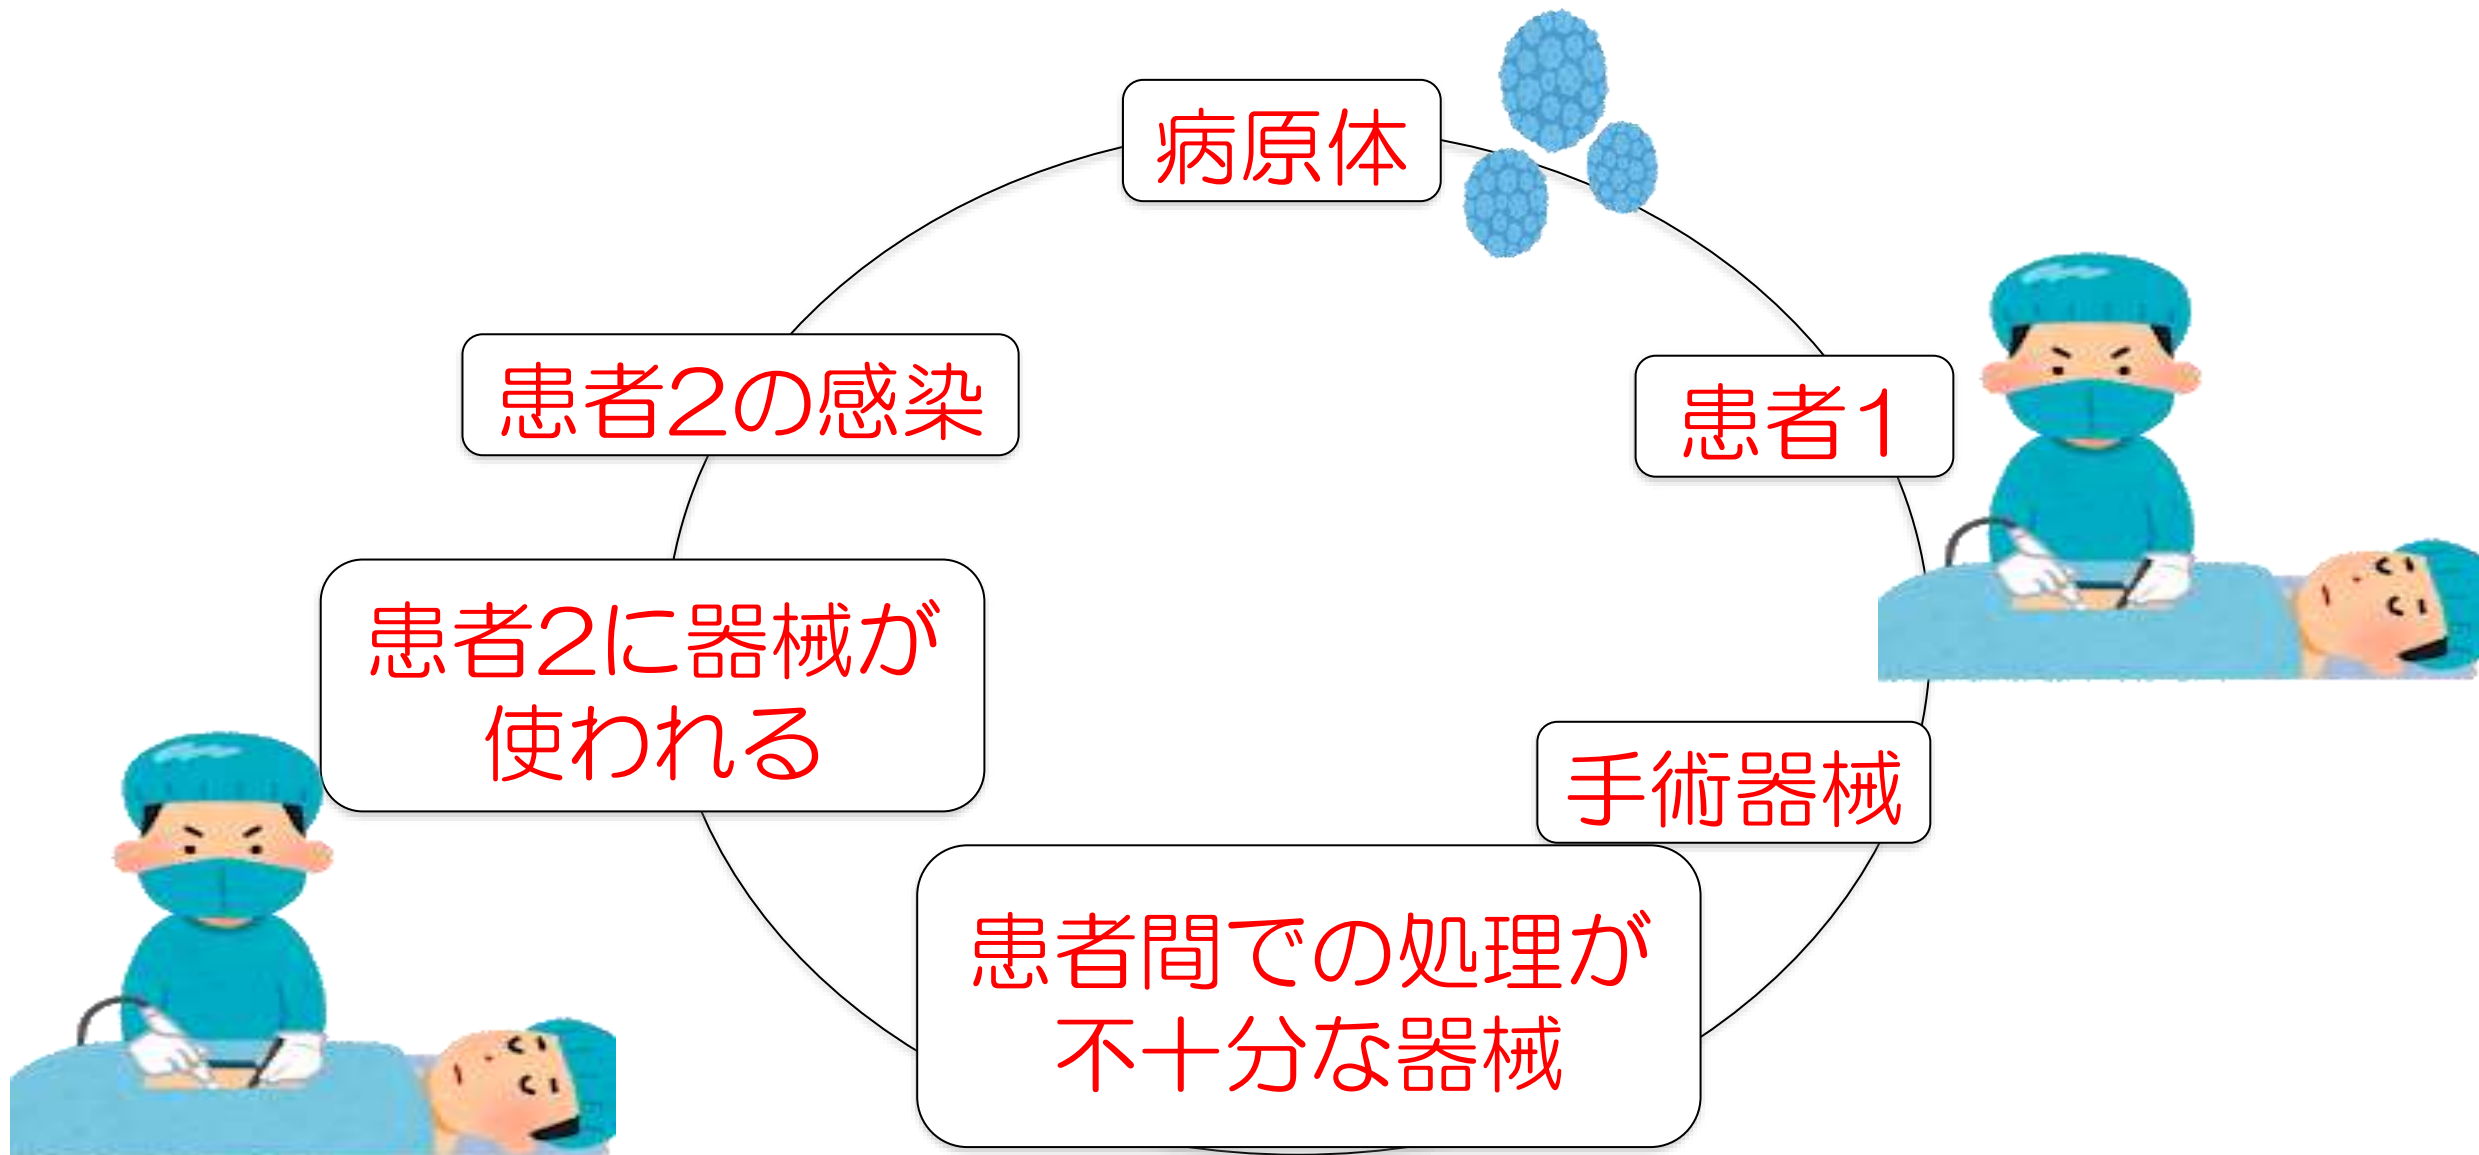 病原体
患者1
手術器械
患者間での処理が
不十分な器械
患者2に器械が
使われる
患者2の感染